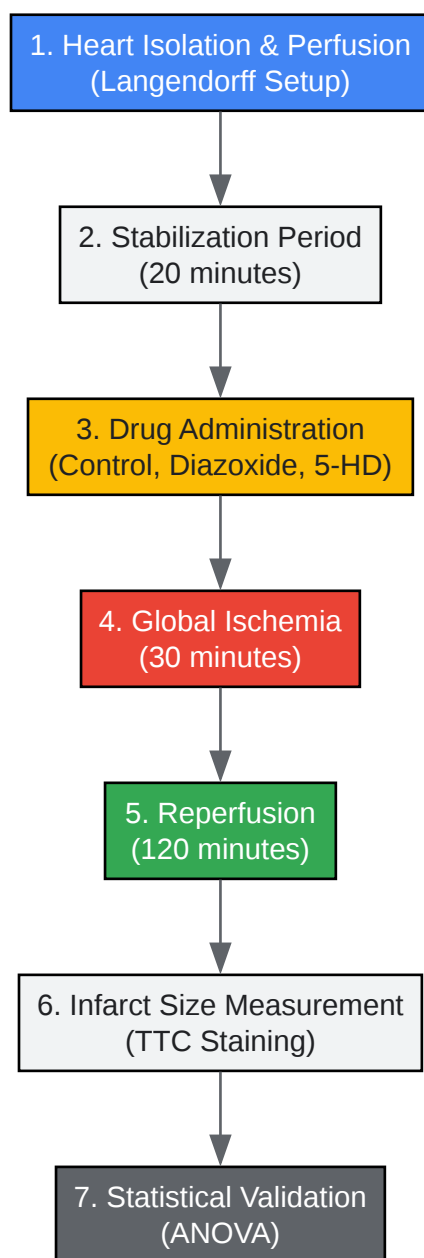 1. Heart Isolation & Perfusion
(Langendorff Setup)
2. Stabilization Period
(20 minutes)
3. Drug Administration
(Control, Diazoxide, 5-HD)
4. Global Ischemia
(30 minutes)
5. Reperfusion
(120 minutes)
6. Infarct Size Measurement
(TTC Staining)
7. Statistical Validation
(ANOVA)